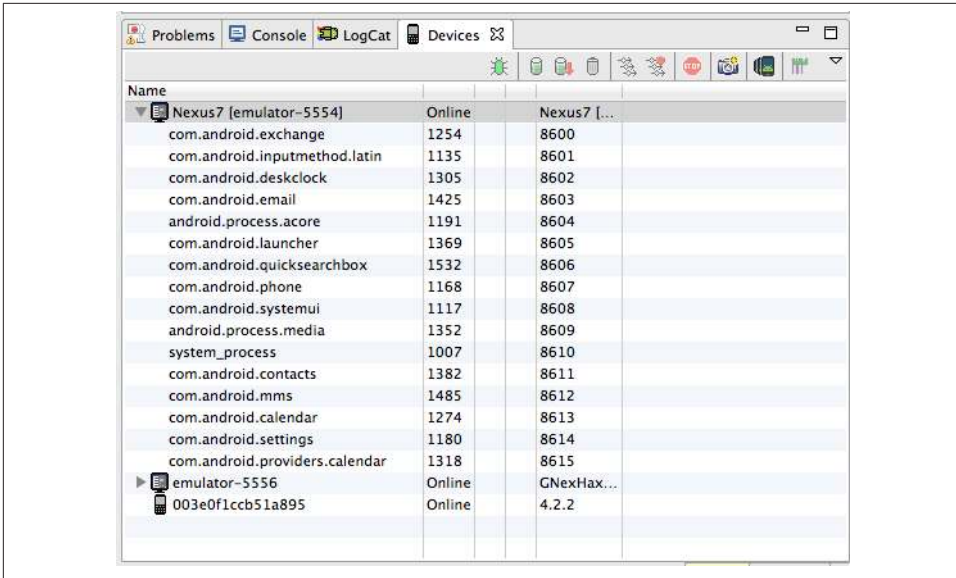 Problems Console LogCat Devices
STOP
Name
Nexus7 [emulator-5554] Online Nexus7 [...
com.android.exchange 1254 8600
com.android.inputmethod.latin 1135 8601
com.android.deskclock 1305 8602
com.android.email 1425 8603
android.process.acore 1191 8604
com.android.launcher 1369 8605
com.android.quicksearchbox 1532 8606
com.android.phone 1168 8607
com.android.systemui 1117 8608
android.process.media 1352 8609
system_process 1007 8610
com.android.contacts 1382 8611
com.android.mms 1485 8612
com.android.calendar 1274 8613
com.android.settings 1180 8614
com.android.providers.calendar 1318 8615
emulator-5556 Online GNexHax...
003e0f1ccb51a895 Online 4.2.2